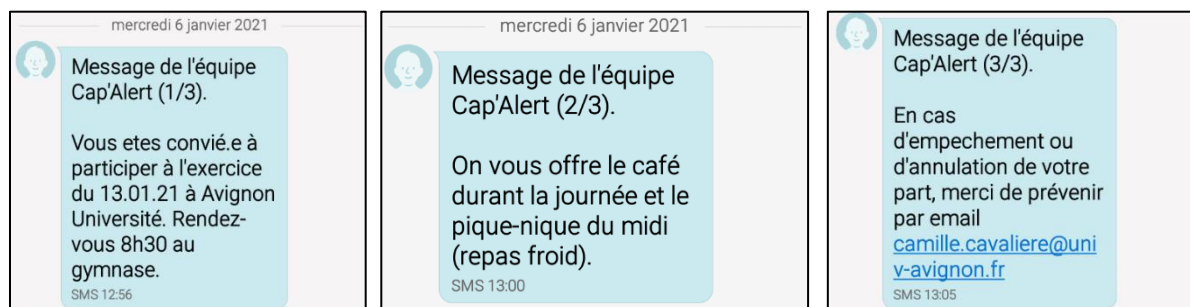 mercredi 6 janvier 2021
Message de l'équipe
Cap'Alert (1/3).
Vous etes convié.e à
participer à l'exercice
du 13.01.21 à Avignon
Université. Rendez-
vous 8h30 au
gymnase.
SMS 12:56
mercredi 6 janvier 2021
Message de l'équipe
Cap'Alert (2/3).
On vous offre le café
durant la journée et le
pique-nique du midi
(repas froid).
SMS 13:00
Message de l'équipe
Cap'Alert (3/3).
En cas
d'empechement ou
d'annulation de votre
part, merci de prévenir
par email
camille.cavaliere@uni
v-avignon.fr
SMS 13:05